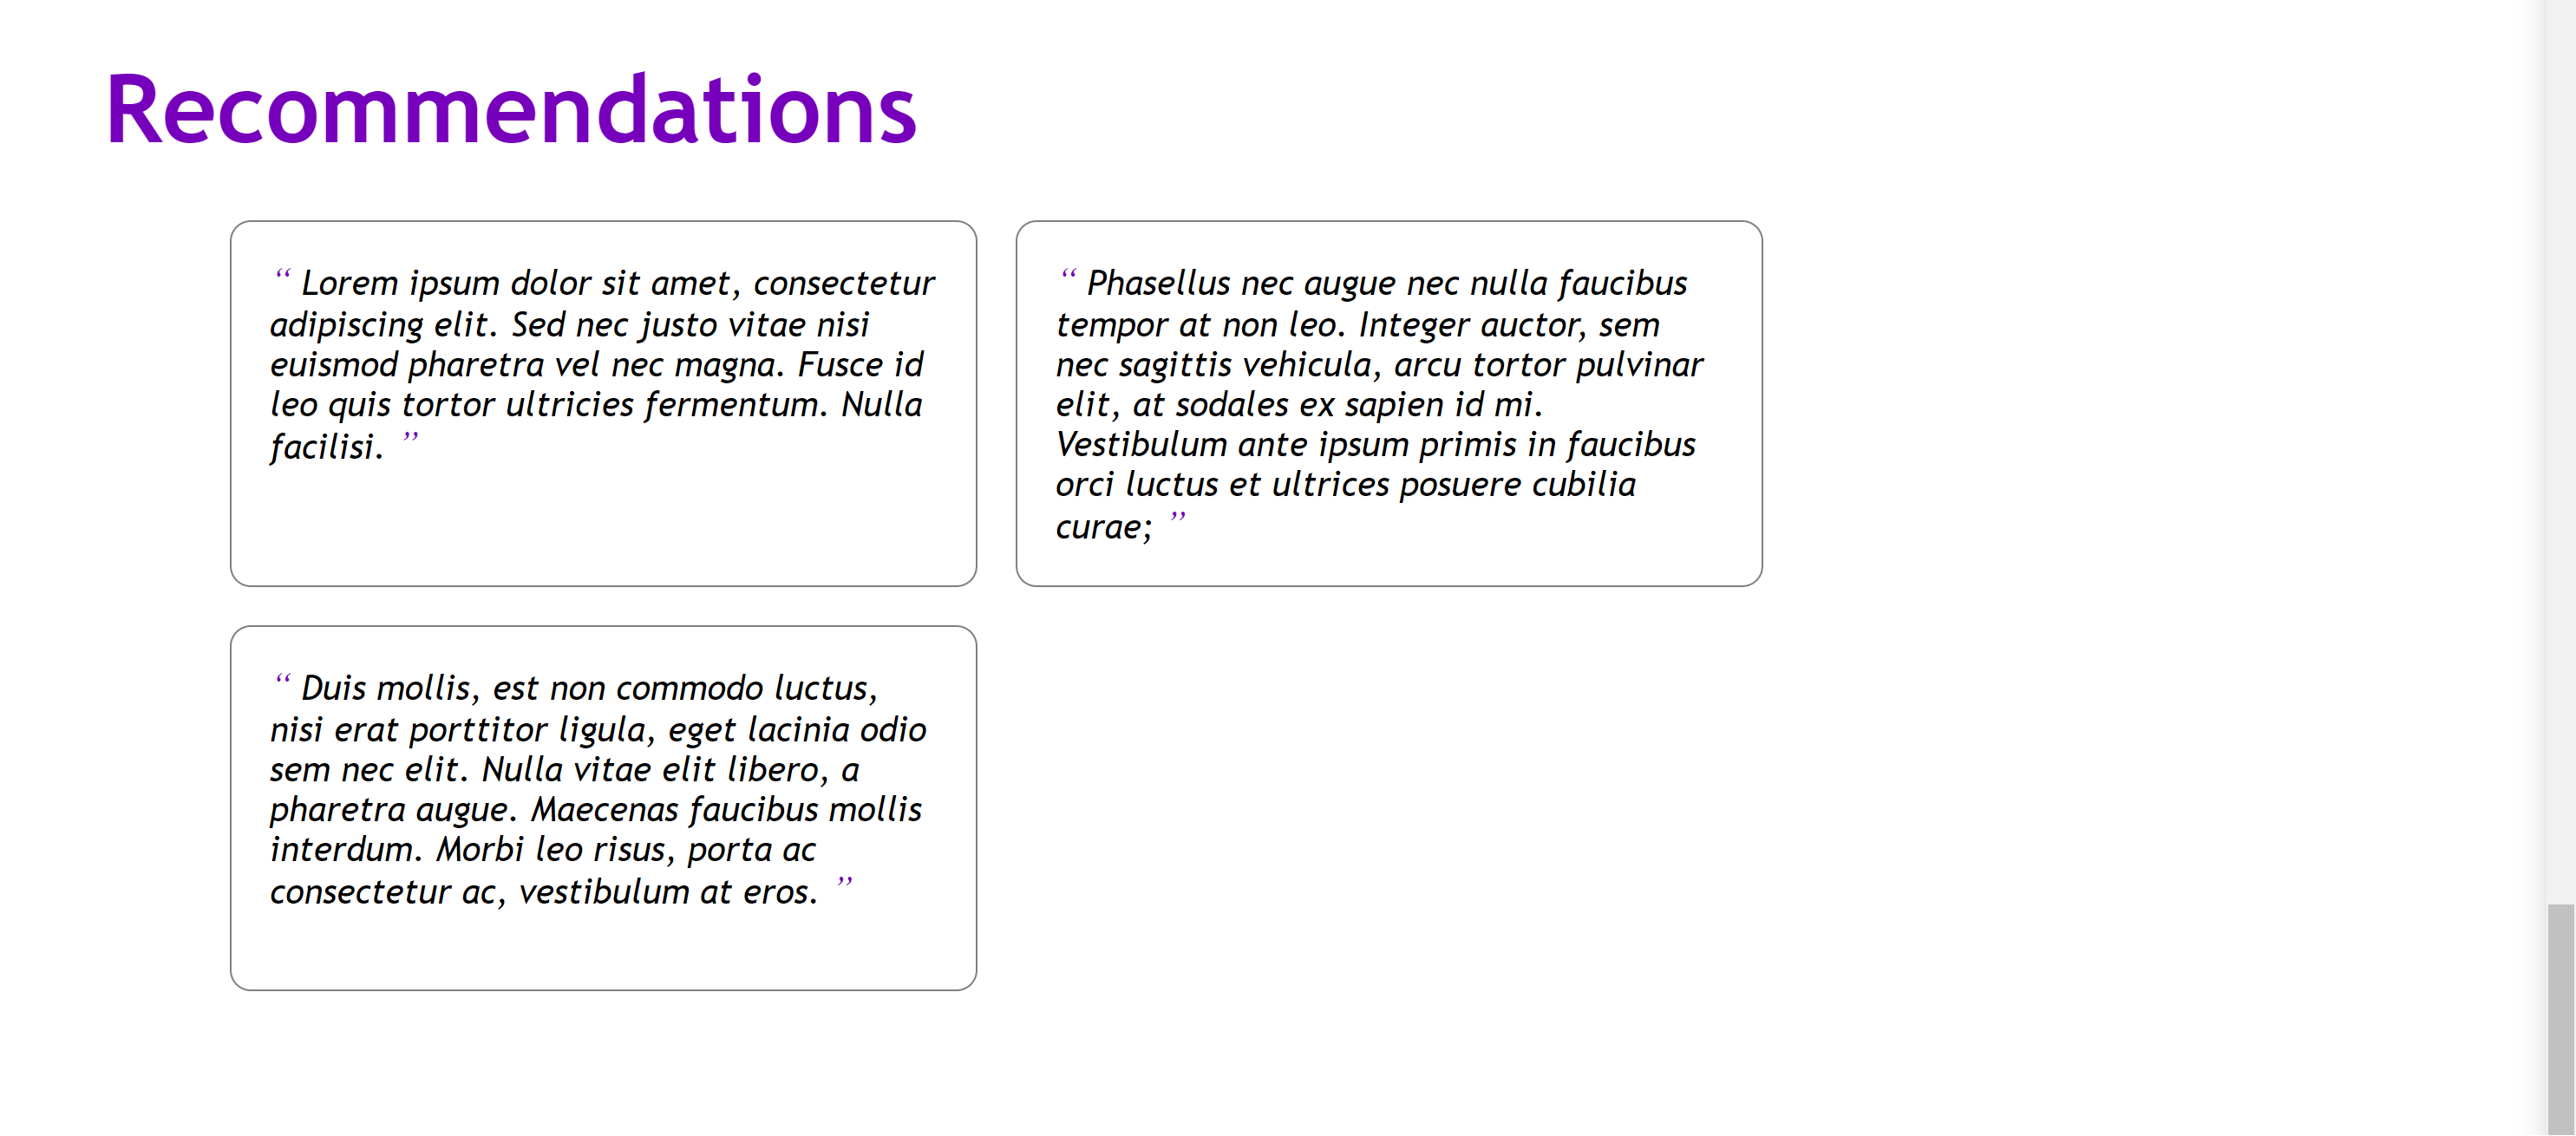 Recommendations
“ Lorem ipsum dolor sit amet, consectetur
adipiscing elit. Sed nec justo vitae nisi
euismod pharetra vel nec magna. Fusce id
leo quis tortor ultricies fermentum. Nulla
facilisi. ”
“ Phasellus nec augue nec nulla faucibus
tempor at non leo. Integer auctor, sem
nec sagittis vehicula, arcu tortor pulvinar
elit, at sodales ex sapien id mi.
Vestibulum ante ipsum primis in faucibus
orci luctus et ultrices posuere cubilia
curae; ”
“ Duis mollis, est non commodo luctus,
nisi erat porttitor ligula, eget lacinia odio
sem nec elit. Nulla vitae elit libero, a
pharetra augue. Maecenas faucibus mollis
interdum. Morbi leo risus, porta ac
consectetur ac, vestibulum at eros. ”